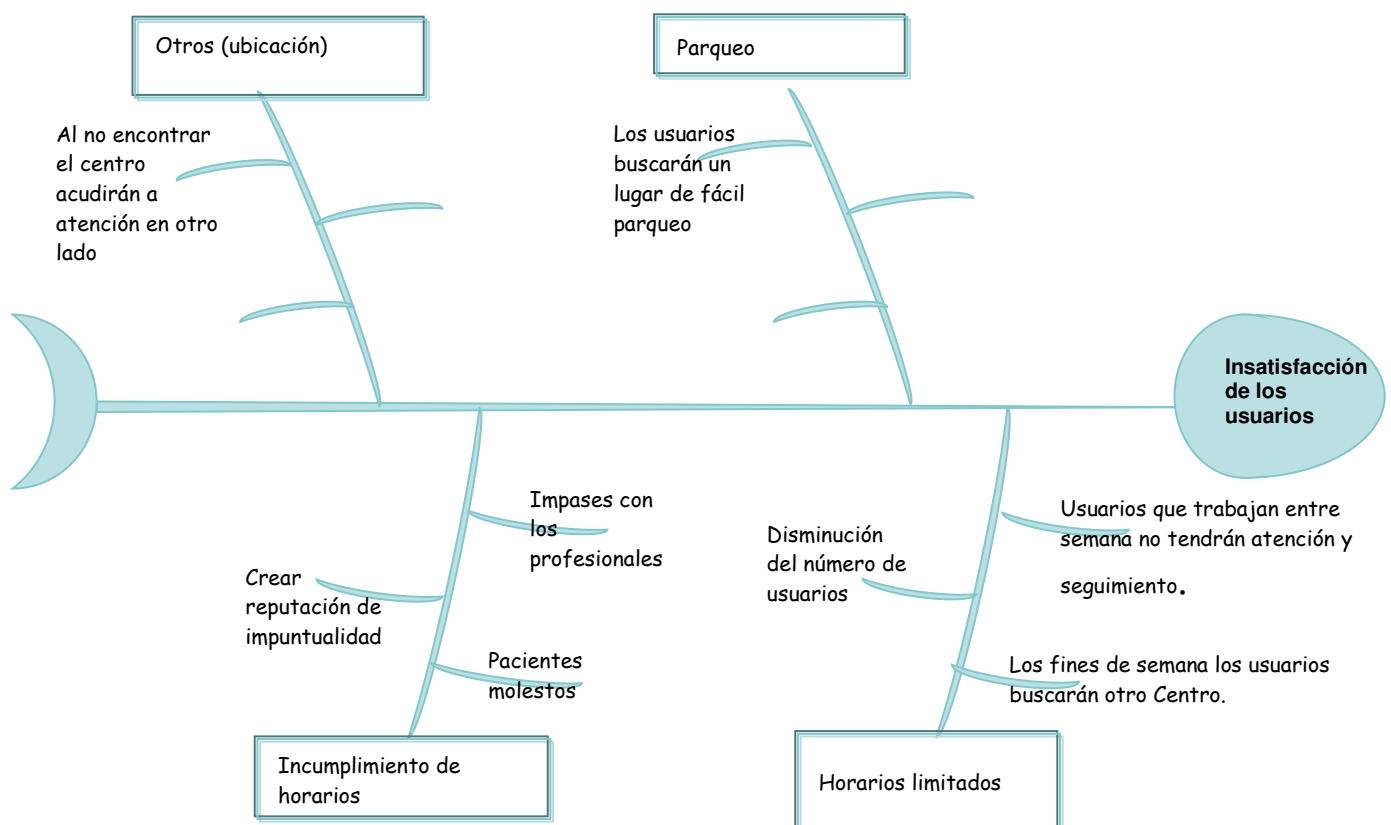 Otros (ubicación)
Parqueo
Al no encontrar
el centro
acudirán a
atención en otro
lado
Los usuarios
buscarán un
lugar de fácil
parqueo
Insatisfacción
de los
usuarios
Impases con
los
profesionales
Crear
reputación de
impuntualidad
Pacientes
molestos
Disminución
del número de
usuarios
Usuarios que trabajan entre
semana no tendrán atención y
seguimiento.
Los fines de semana los usuarios
buscarán otro Centro.
Incumplimiento de
horarios
Horarios limitados